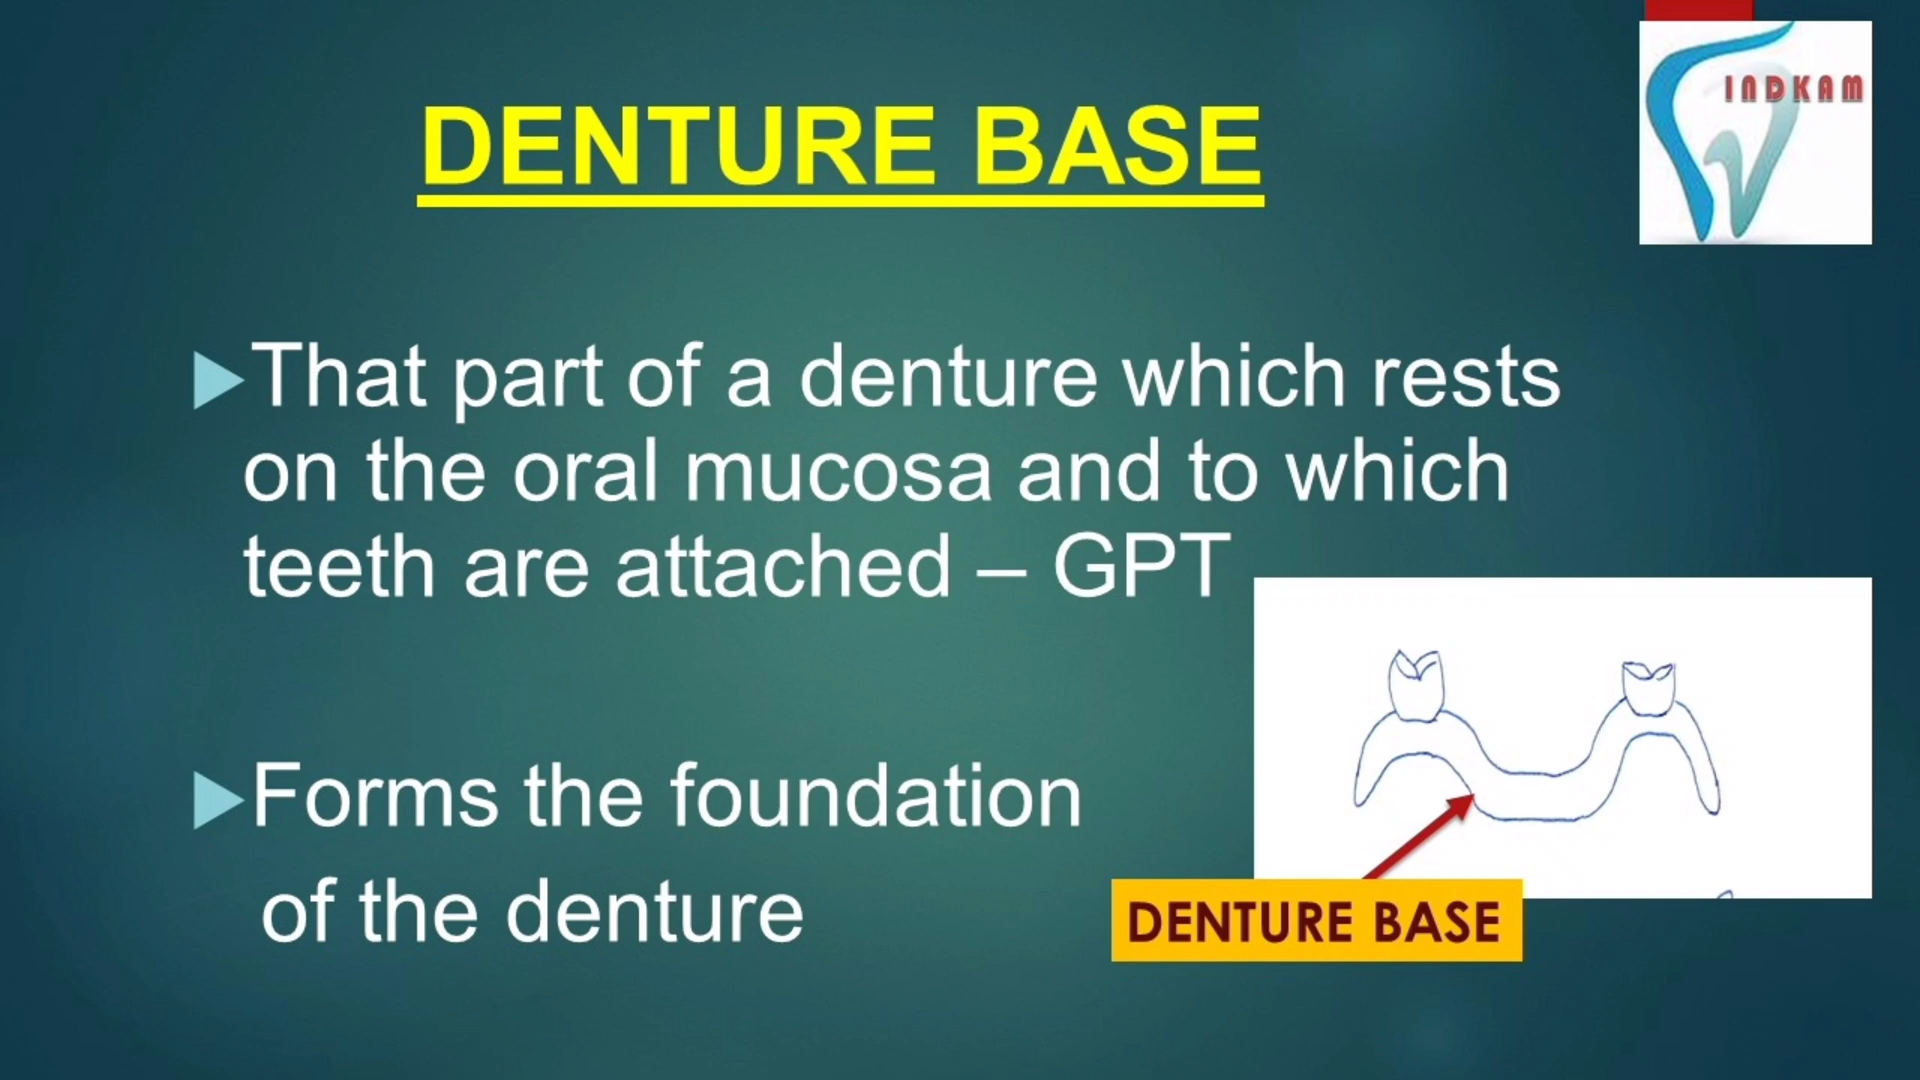 INDKAM
DENTURE BASE
That part of a denture which rests
on the oral mucosa and to which
teeth are attached – GPT
Forms the foundation
of the denture
DENTURE BASE